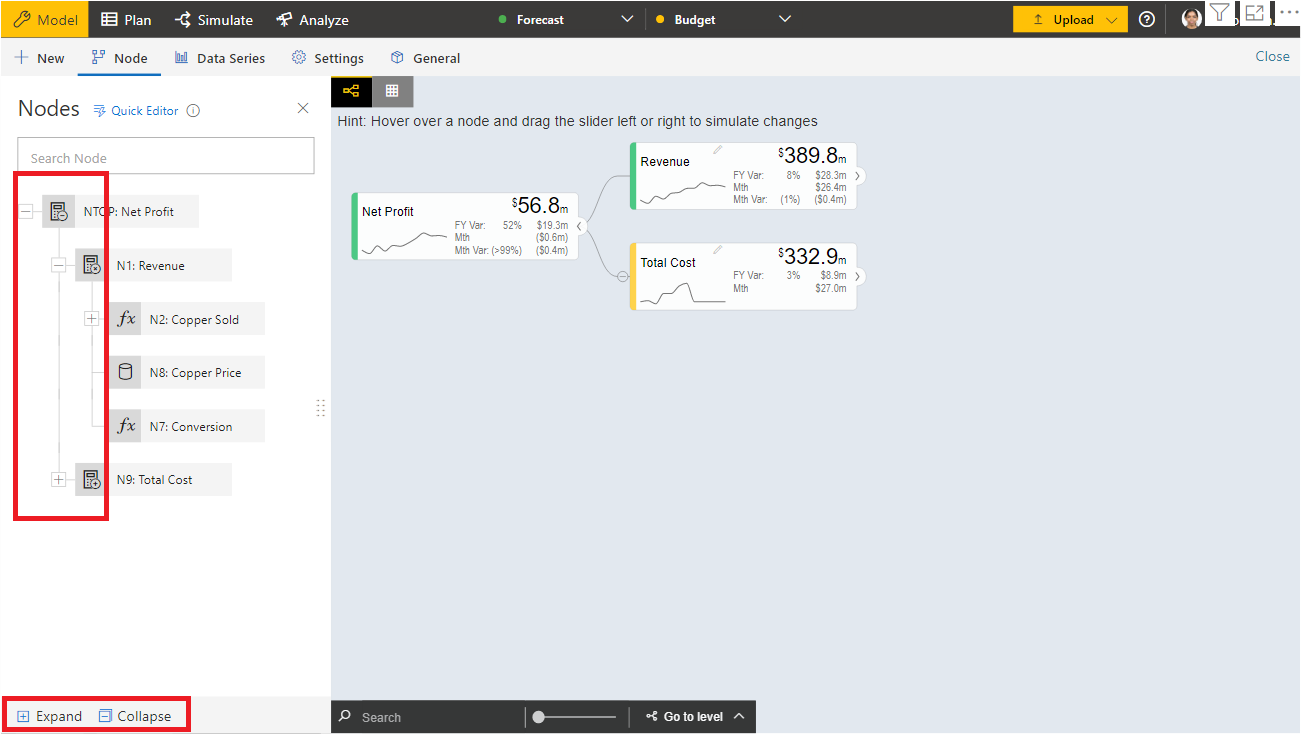 Model Plan Simulate Analyze Forecast Budget Upload
New Node Data Series Settings General Close
Nodes Quick Editor
Search Node
NTOP: Net Profit
N1: Revenue
fx N2: Copper Sold
N8: Copper Price
fx N7: Conversion
N9: Total Cost
Expand Collapse
Hint: Hover over a node and drag the slider left or right to simulate changes
Net Profit $56.8m
FY Var: 52% $19.3m
Mth ($0.6m)
Mth Var: (>99%) ($0.4m)
Revenue $389.8m
FY Var: 8% $28.3m
Mth $26.4m
Mth Var: (1%) ($0.4m)
Total Cost $332.9m
FY Var: 3% $8.9m
Mth $27.0m
Search Go to level